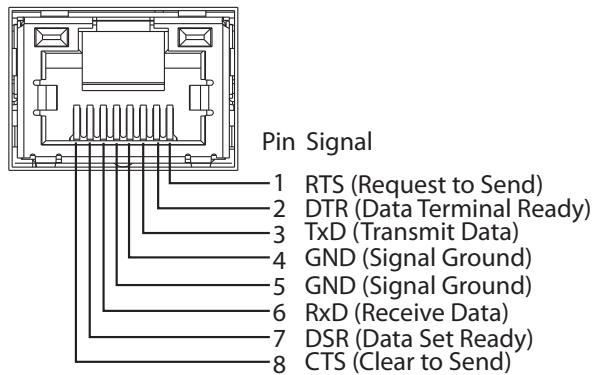 Pin Signal
1 RTS (Request to Send)
2 DTR (Data Terminal Ready)
3 TxD (Transmit Data)
4 GND (Signal Ground)
5 GND (Signal Ground)
6 RxD (Receive Data)
7 DSR (Data Set Ready)
8 CTS (Clear to Send)